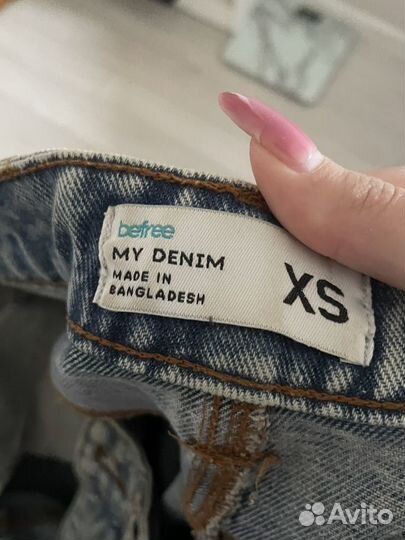 befree
MY DENIM
MADE IN
BANGLADESH
XS
Avito